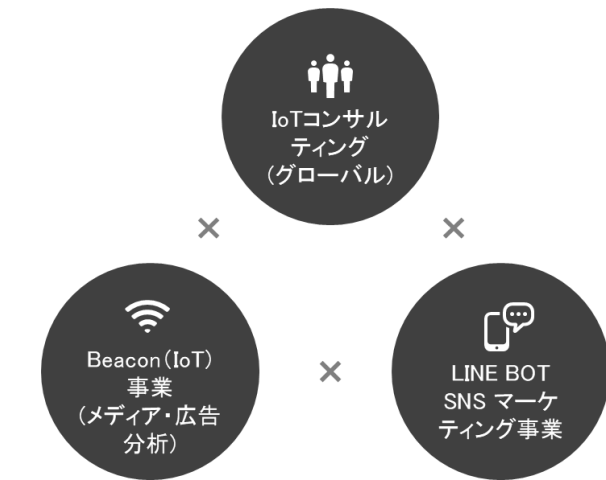 IoTコンサル
ティング
(グローバル)
×
×
Beacon(IoT)
事業
(メディア・広告
分析)
×
LINE BOT
SNS マーケ
ティング事業